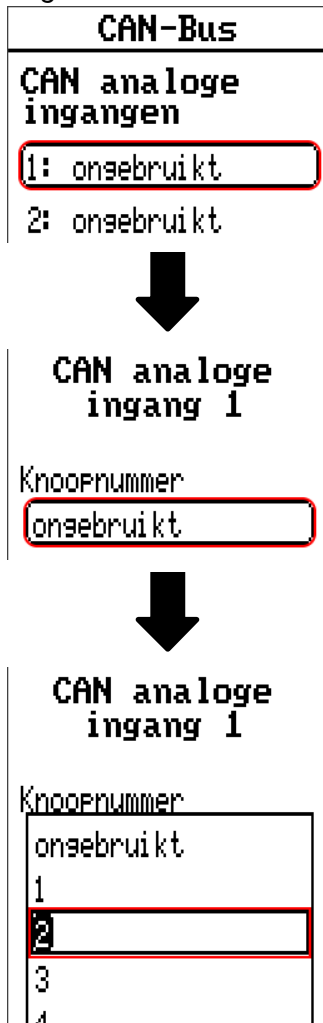 CAN-Bus
CAN analoge
ingangen
1: ongebruikt
2: ongebruikt
CAN analoge
ingang 1
Knoopnummer
ongebruikt
CAN analoge
ingang 1
Knoopnummer
ongebruikt
1
2
3
4